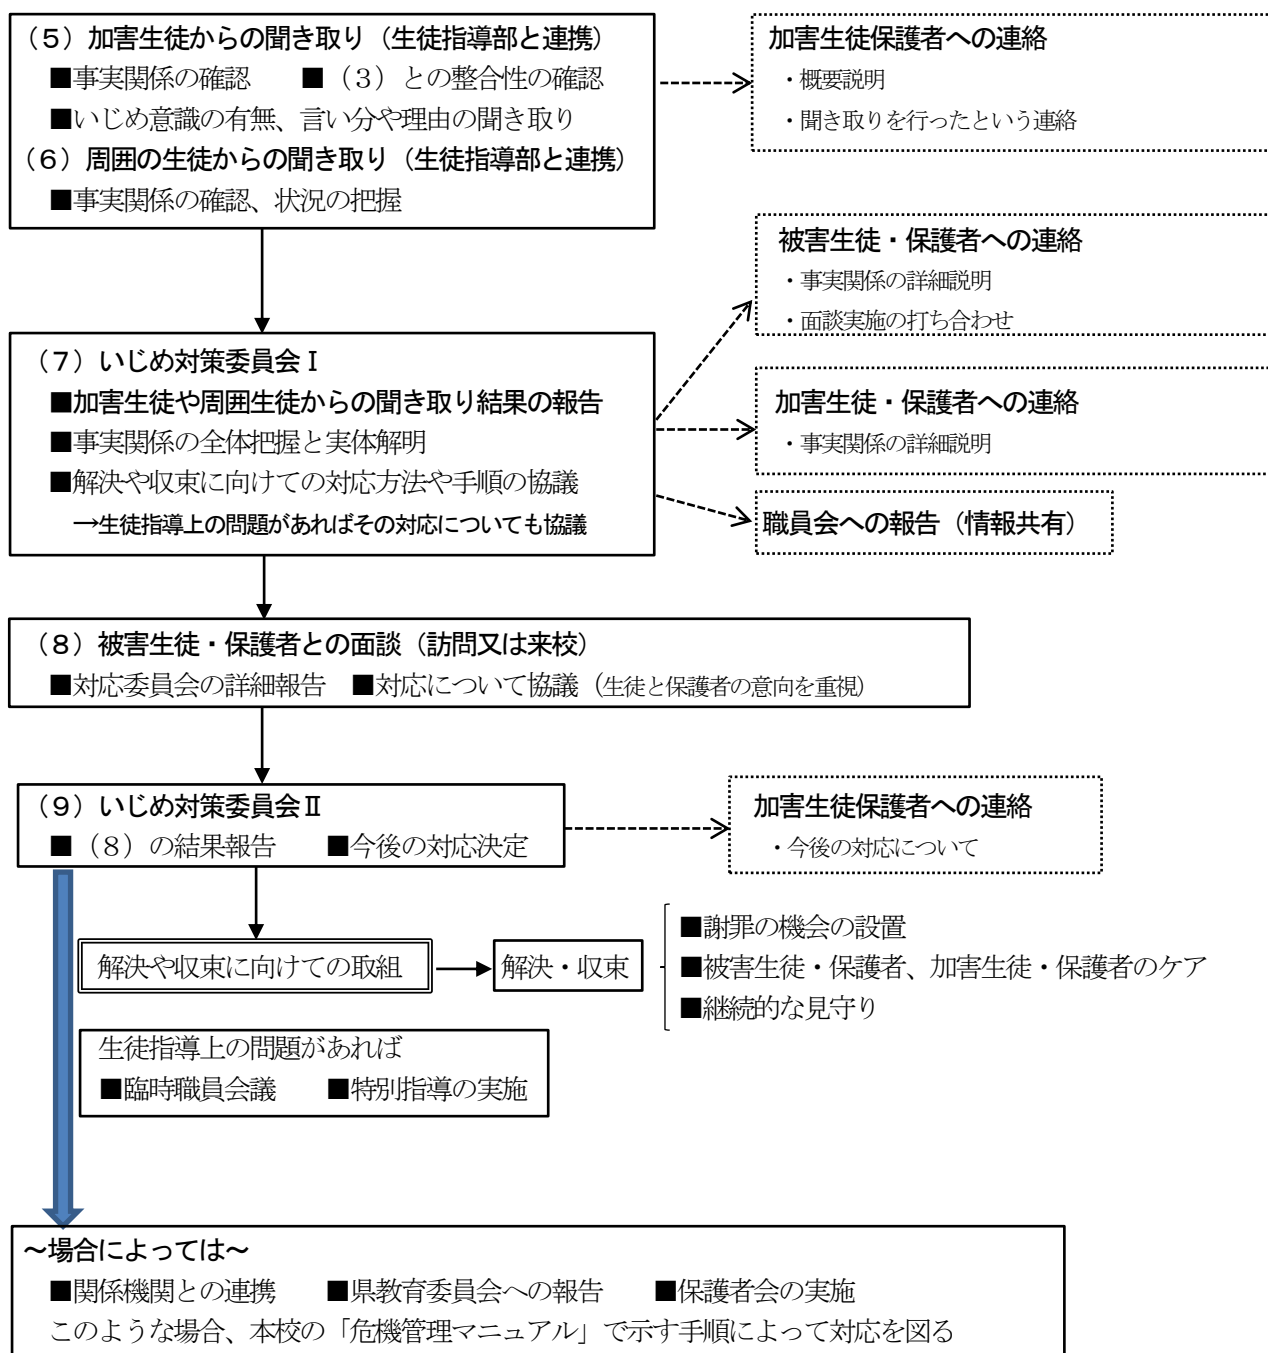 （５）加害生徒からの聞き取り（生徒指導部と連携）
■事実関係の確認　　■（３）との整合性の確認
■いじめ意識の有無、言い分や理由の聞き取り
（６）周囲の生徒からの聞き取り（生徒指導部と連携）
■事実関係の確認、状況の把握
加害生徒保護者への連絡
・概要説明
・聞き取りを行ったという連絡
（７）いじめ対策委員会Ⅰ
■加害生徒や周囲生徒からの聞き取り結果の報告
■事実関係の全体把握と実体解明
■解決や収束に向けての対応方法や手順の協議
→生徒指導上の問題があればその対応についても協議
被害生徒・保護者への連絡
・事実関係の詳細説明
・面談実施の打ち合わせ
加害生徒・保護者への連絡
・事実関係の詳細説明
職員会への報告（情報共有）
（８）被害生徒・保護者との面談（訪問又は来校）
■対応委員会の詳細報告　■対応について協議（生徒と保護者の意向を重視）
（９）いじめ対策委員会Ⅱ
■（８）の結果報告　　■今後の対応決定
加害生徒保護者への連絡
・今後の対応について
解決や収束に向けての取組
解決・収束
■謝罪の機会の設置
■被害生徒・保護者、加害生徒・保護者のケア
■継続的な見守り
生徒指導上の問題があれば
■臨時職員会議　　■特別指導の実施
～場合によっては～
■関係機関との連携　　■県教育委員会への報告　　■保護者会の実施
このような場合、本校の「危機管理マニュアル」で示す手順によって対応を図る